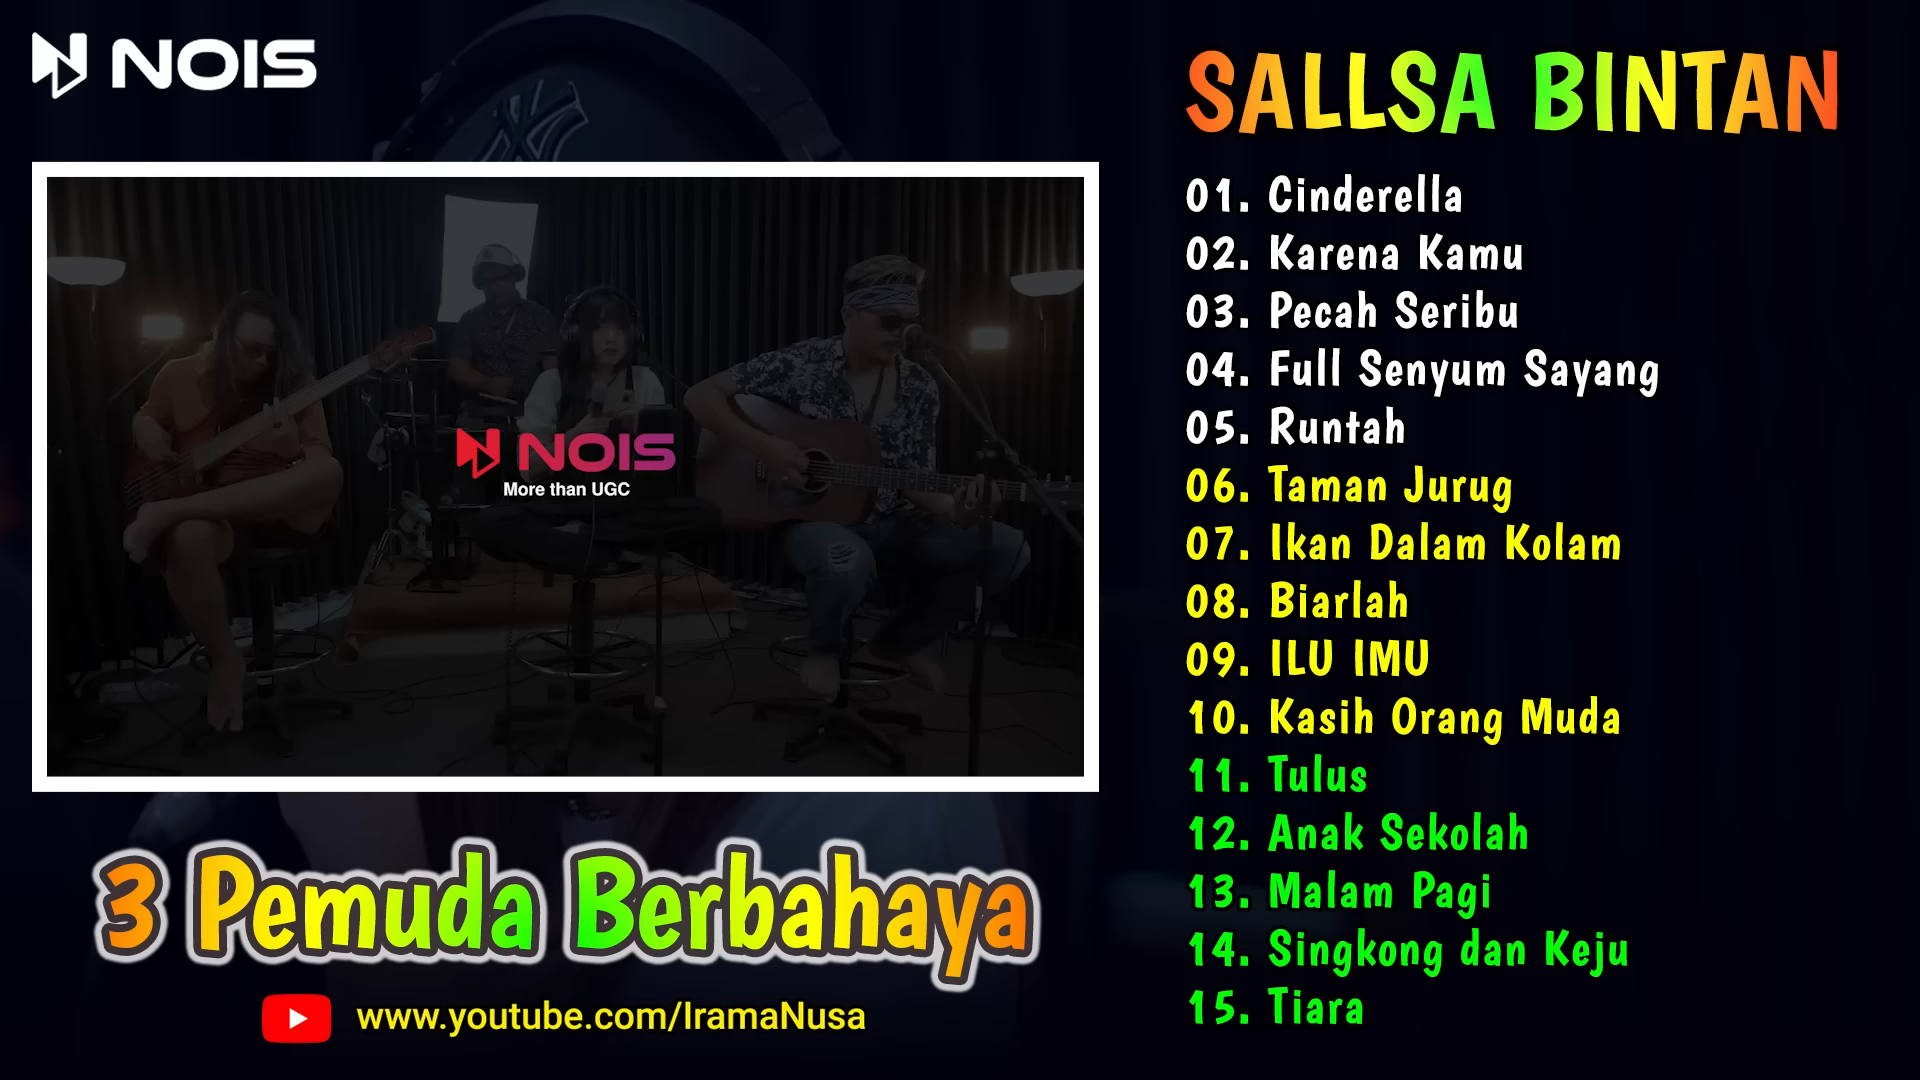 NOIS
SALLSA BINTAN
01. Cinderella
02. Karena Kamu
03. Pecah Seribu
04. Full Senyum Sayang
05. Runtah
06. Taman Jurug
07. Ikan Dalam Kolam
08. Biarlah
09. ILU IMU
10. Kasih Orang Muda
11. Tulus
12. Anak Sekolah
13. Malam Pagi
14. Singkong dan Keju
15. Tiara
NOIS
More than UGC
3 Pemuda Berbahaya
www.youtube.com/IramaNusa